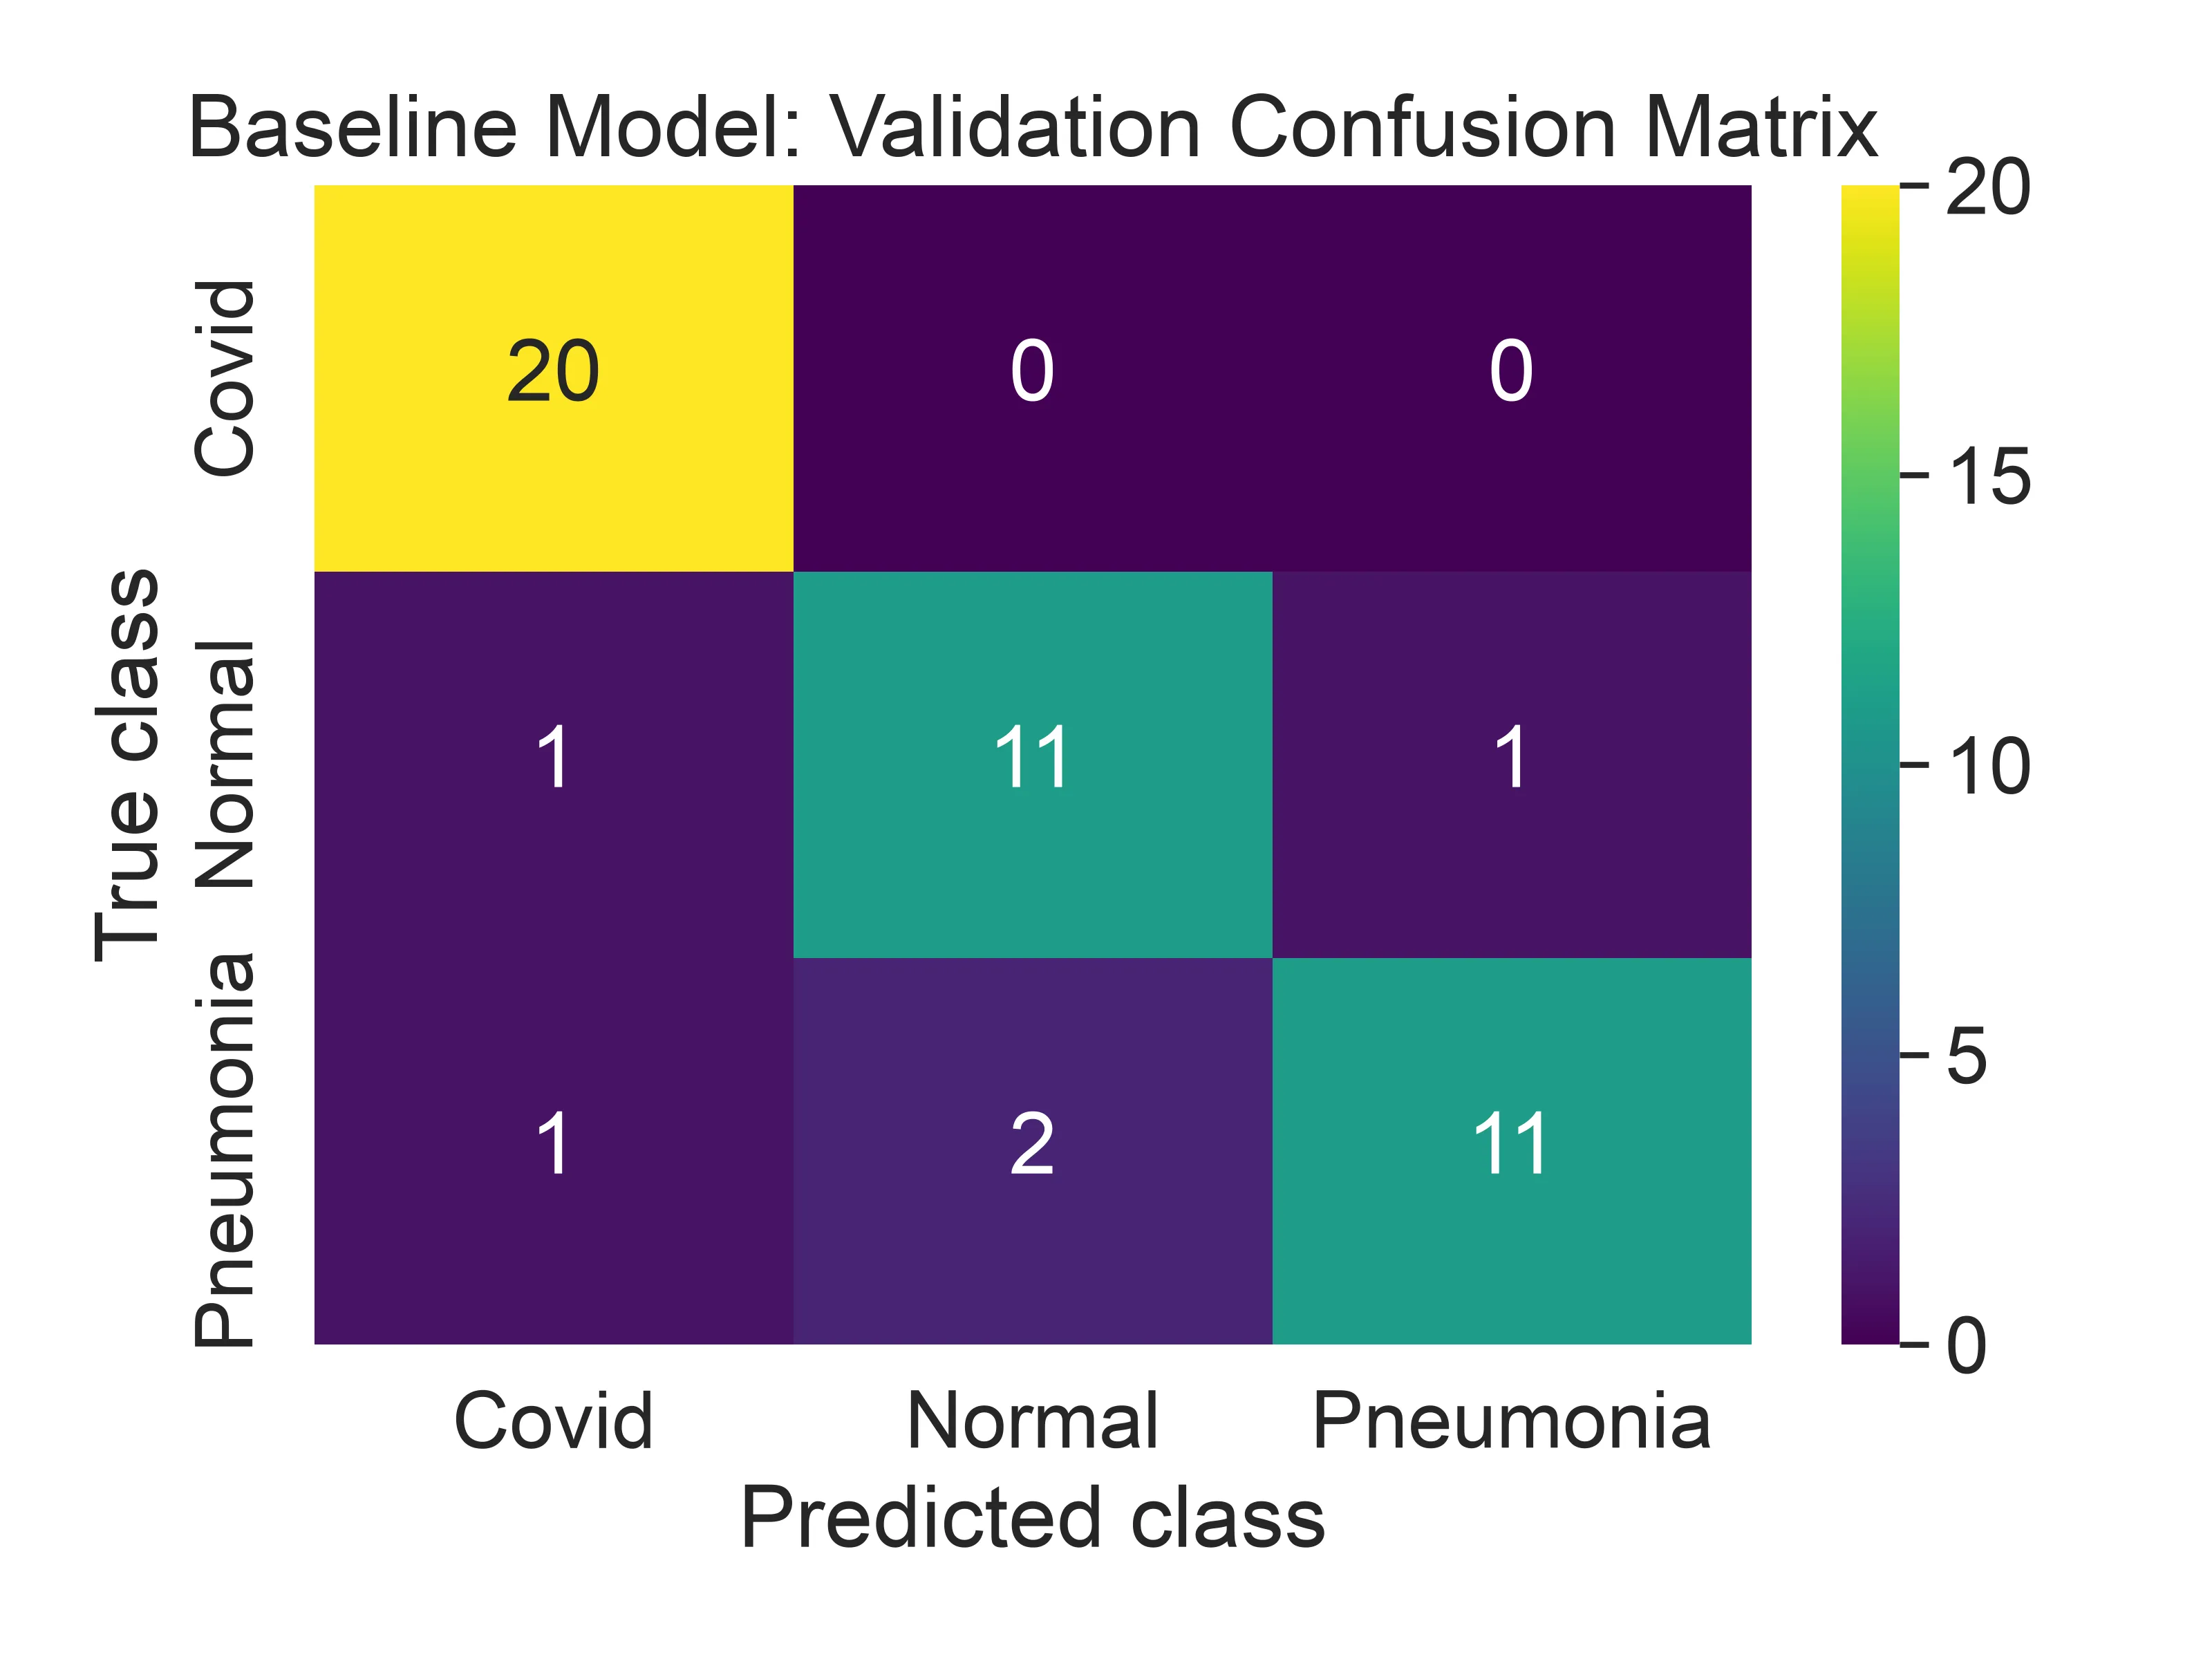 Baseline Model: Validation Confusion Matrix
True class
Covid
Normal
Pneumonia
20 0 0
1 11 1
1 2 11
Covid Normal Pneumonia
Predicted class
20
15
10
5
0